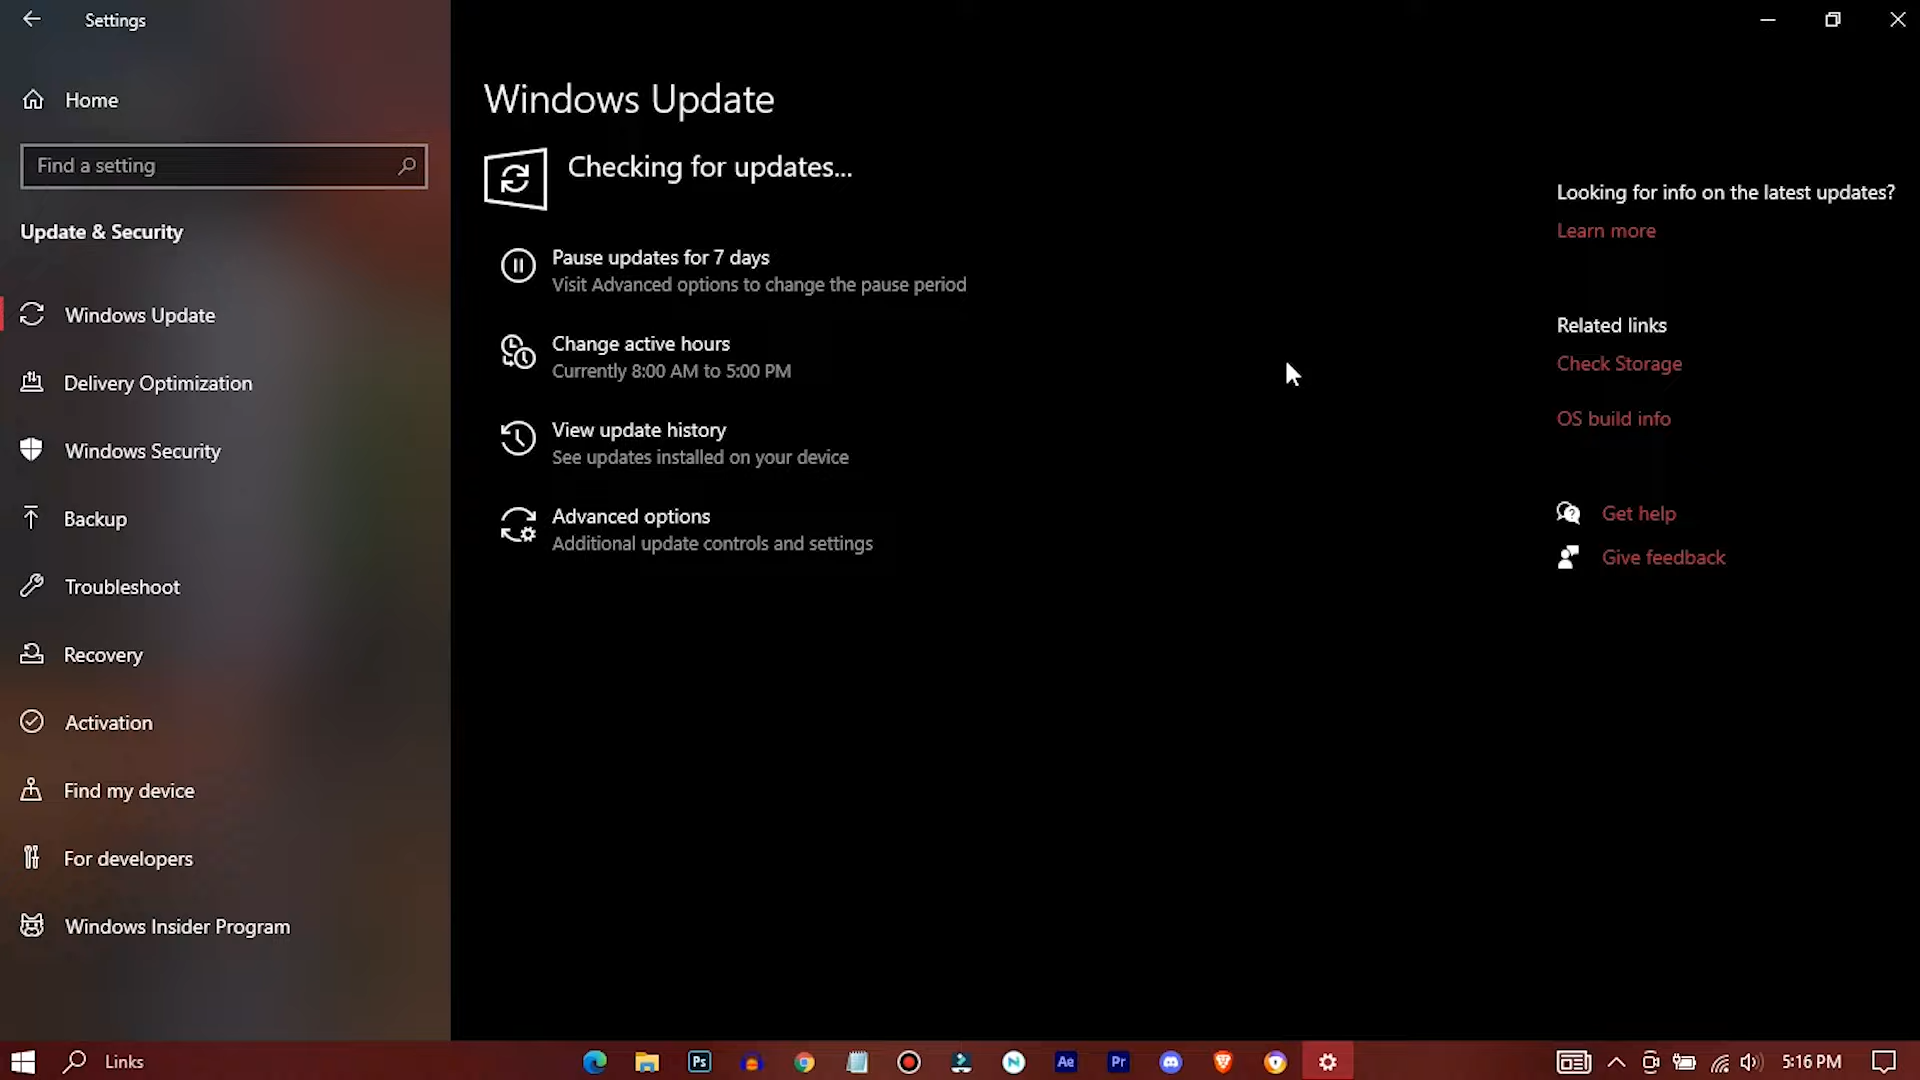 Settings
Home
Find a setting
Update & Security
Windows Update
Delivery Optimization
Windows Security
Backup
Troubleshoot
Recovery
Activation
Find my device
For developers
Windows Insider Program
Windows Update
Checking for updates...
Pause updates for 7 days
Visit Advanced options to change the pause period
Change active hours
Currently 8:00 AM to 5:00 PM
View update history
See updates installed on your device
Advanced options
Additional update controls and settings
Looking for info on the latest updates?
Learn more
Related links
Check Storage
OS build info
Get help
Give feedback
Links
Ps
N
Ae
Pr
5:16 PM